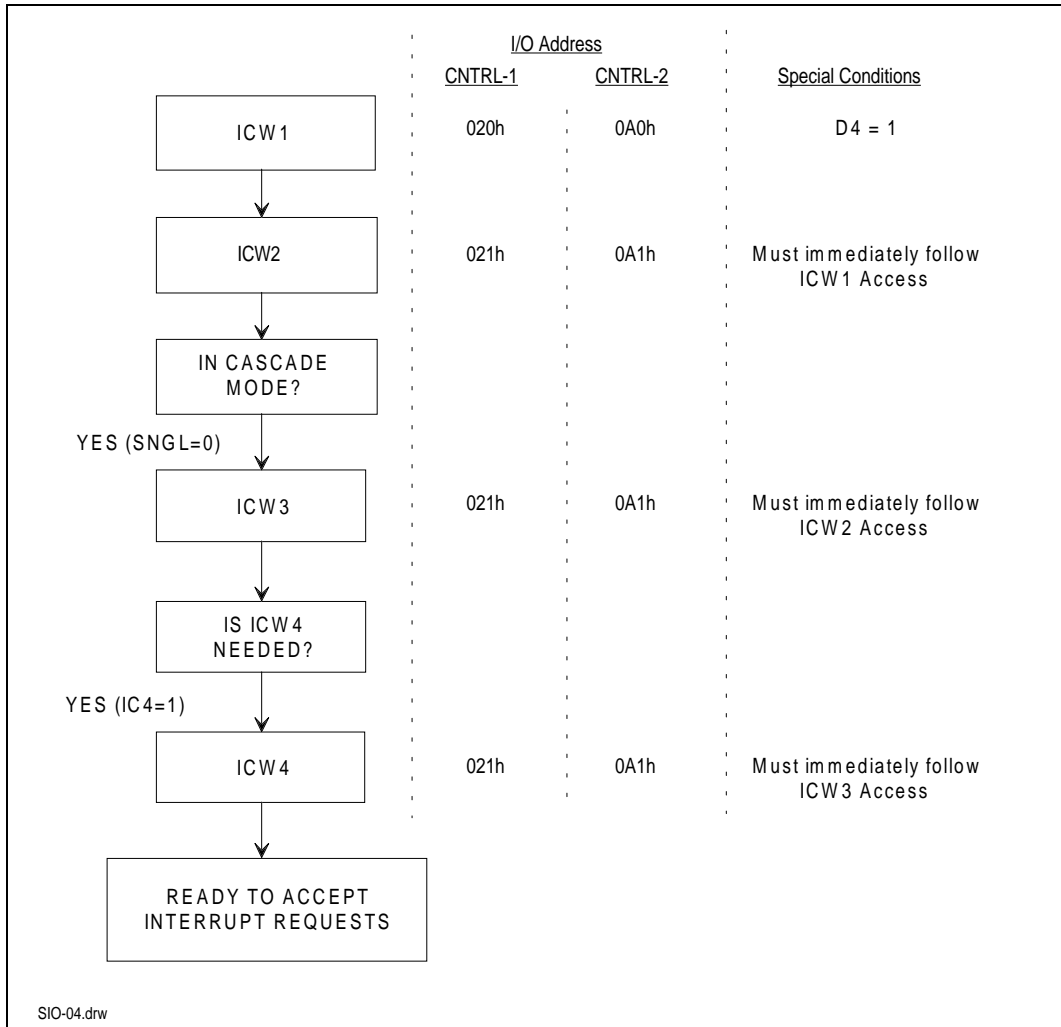 I/O Address
CNTRL-1 CNTRL-2 Special Conditions
ICW1 020h 0A0h D4 = 1
ICW2 021h 0A1h Must immediately follow
ICW1 Access
IN CASCADE
MODE?
YES (SNGL=0)
ICW3 021h 0A1h Must immediately follow
ICW2 Access
IS ICW4
NEEDED?
YES (IC4=1)
ICW4 021h 0A1h Must immediately follow
ICW3 Access
READY TO ACCEPT
INTERRUPT REQUESTS
SIO-04.drw